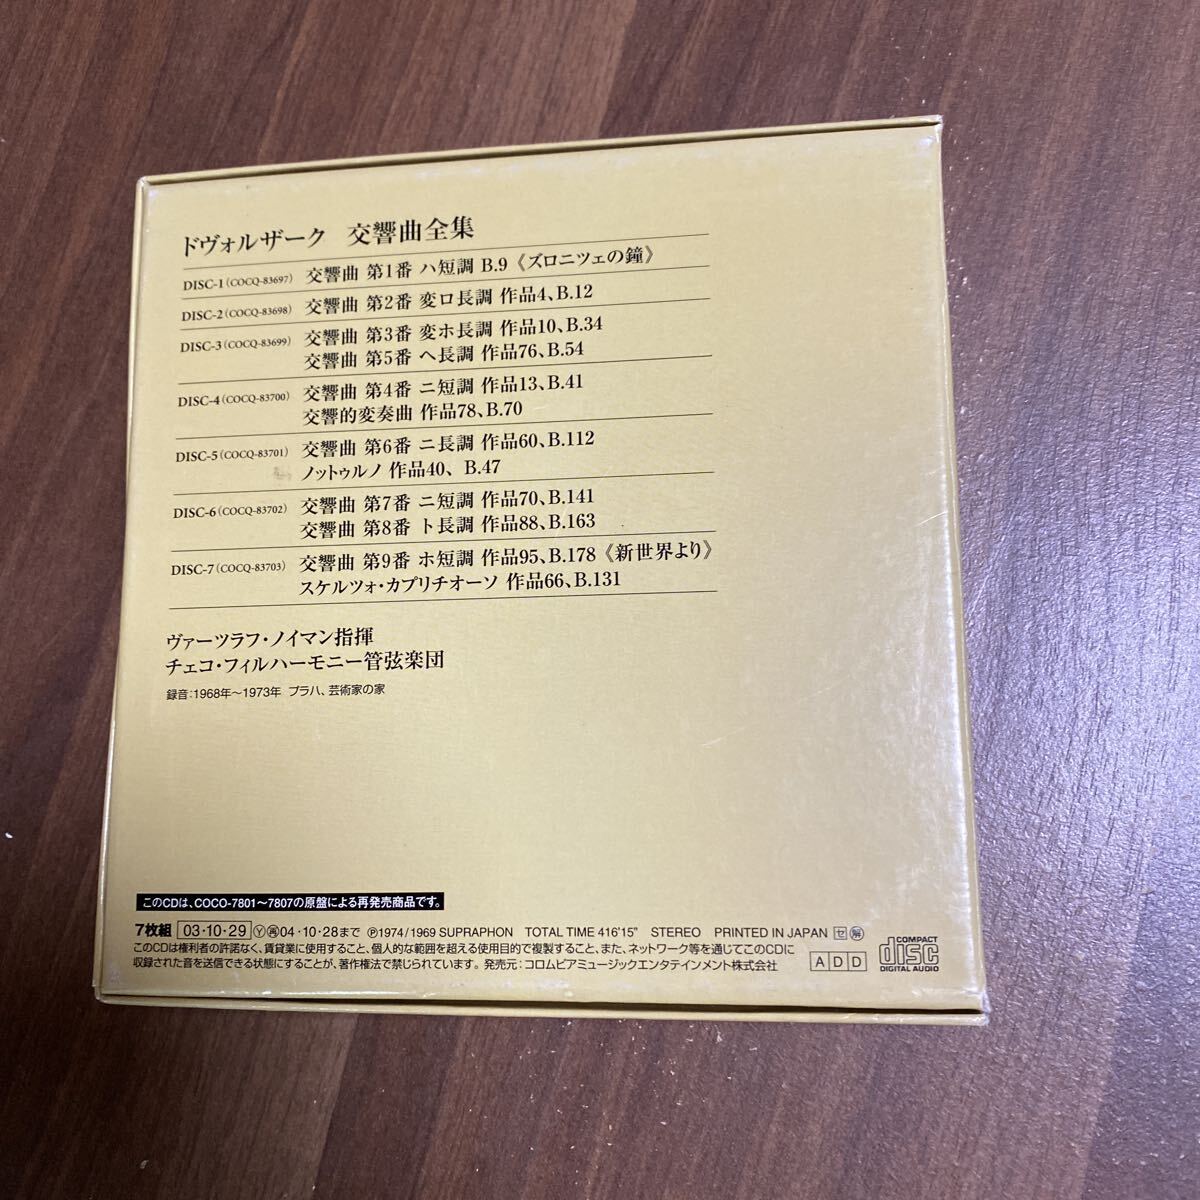 ドヴォルザーク 交響曲全集
DISC-1(COCQ-83697) 交響曲 第1番 ハ短調 B.9《ズロニツェの鐘》
DISC-2(COCQ-83698) 交響曲 第2番 変ロ長調 作品4、B.12
DISC-3(COCQ-83699) 交響曲 第3番 変ホ長調 作品10、B.34
交響曲 第5番 ヘ長調 作品76、B.54
DISC-4(COCQ-83700) 交響曲 第4番 ニ短調 作品13、B.41
交響的変奏曲 作品78、B.70
DISC-5(COCQ-83701) 交響曲 第6番 ニ長調 作品60、B.112
ノットゥルノ 作品40、 B.47
DISC-6(COCQ-83702) 交響曲 第7番 ニ短調 作品70、B.141
交響曲 第8番 ト長調 作品88、B.163
DISC-7(COCQ-83703) 交響曲 第9番 ホ短調 作品95、B.178《新世界より》
スケルツォ・カプリチオーソ 作品66、B.131
ヴァーツラフ・ノイマン指揮
チェコ・フィルハーモニー管弦楽団
録音:1968年～1973年 プラハ、芸術家の家
このCDは、COCO-7801～7807の原盤による再発売商品です。
7枚組 03・10・29 Ⓨ㊢04・10・28まで Ⓟ1974/1969 SUPRAPHON TOTAL TIME 416'15" STEREO PRINTED IN JAPAN セ 解
このCDは権利者の許諾なく、賃貸業に使用すること、個人的な範囲を超える使用目的で複製すること、また、ネットワーク等を通じてこのCDに
収録された音を送信できる状態にすることが、著作権法で禁じられています。発売元:コロムビアミュージックエンタテインメント株式会社
A D D
COMPACT
disc
DIGITAL AUDIO